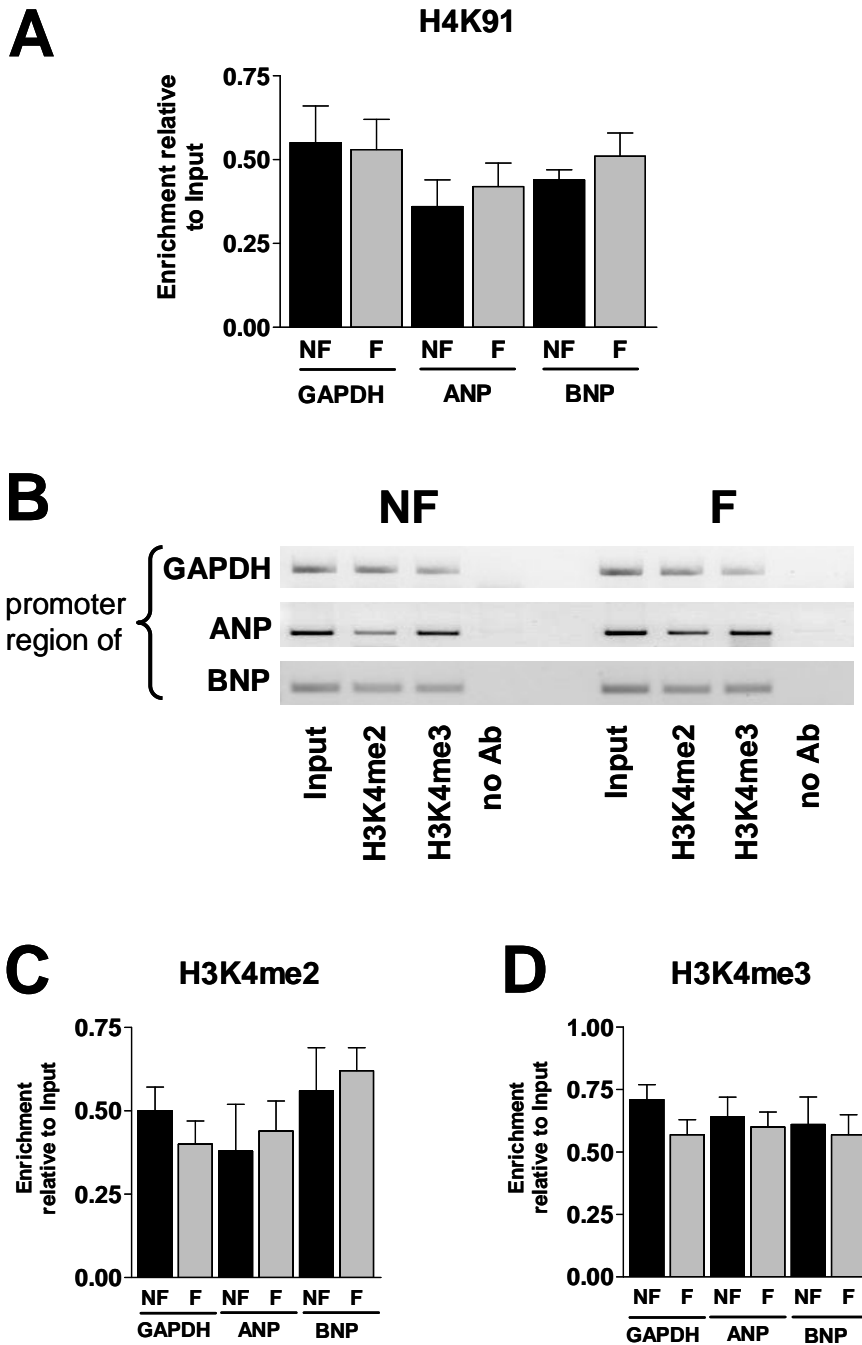 A
H4K91
Enrichment relative
to Input
0.75
0.50
0.25
0.00
NF F NF F NF F
GAPDH ANP BNP
B
NF F
promoter
region of
GAPDH
ANP
BNP
Input H3K4me2 H3K4me3 no Ab Input H3K4me2 H3K4me3 no Ab
C
H3K4me2
Enrichment
relative to Input
0.75
0.50
0.25
0.00
NF F NF F NF F
GAPDH ANP BNP
D
H3K4me3
Enrichment
relative to Input
1.00
0.75
0.50
0.25
0.00
NF F NF F NF F
GAPDH ANP BNP